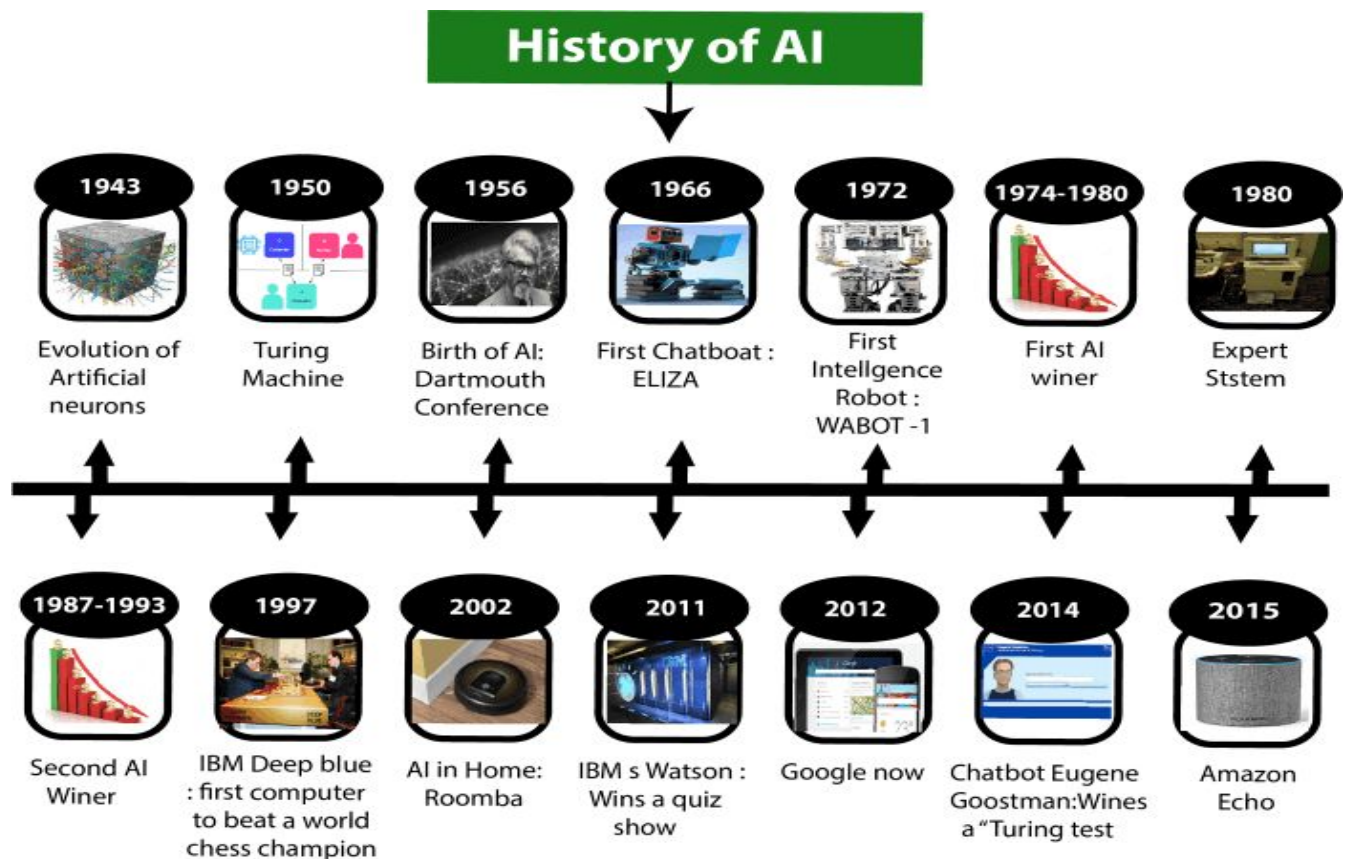 History of AI
1943
1950
1956
1966
1972
1974-1980
1980
Evolution of
Artificial
neurons
Turing
Machine
Birth of AI:
Dartmouth
Conference
First Chatboat :
ELIZA
First
Intellgence
Robot :
WABOT -1
First AI
winer
Expert
Ststem
1987-1993
1997
2002
2011
2012
2014
2015
Second AI
Winer
IBM Deep blue
: first computer
to beat a world
chess champion
AI in Home:
Roomba
IBM s Watson :
Wins a quiz
show
Google now
Chatbot Eugene
Goostman:Wines
a “Turing test
Amazon
Echo